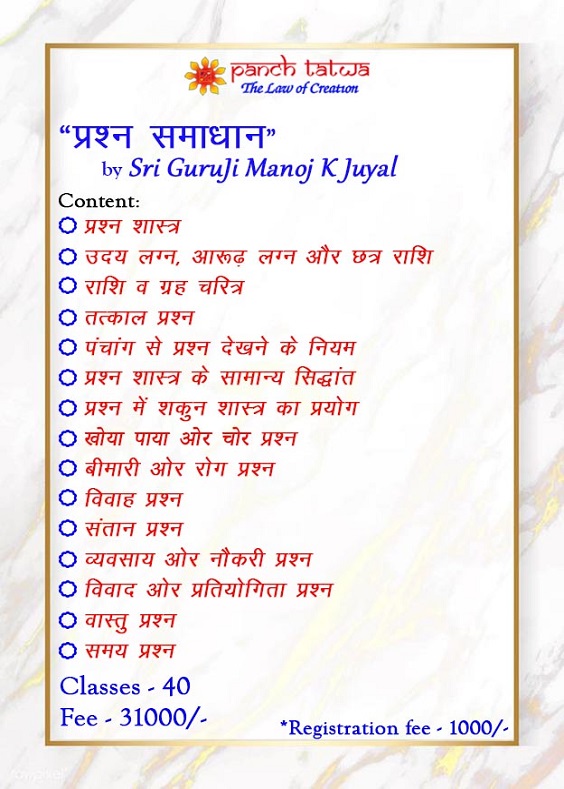 panch tatwa
The Law of Creation
“प्रश्न समाधान”
by Sri GuruJi Manoj K Juyal
Content:
प्रश्न शास्त्र
उदय लग्न, आरूढ़ लग्न और छत्र राशि
राशि व ग्रह चरित्र
तत्काल प्रश्न
पंचांग से प्रश्न देखने के नियम
प्रश्न शास्त्र के सामान्य सिद्धांत
प्रश्न में शकुन शास्त्र का प्रयोग
खोया पाया ओर चोर प्रश्न
बीमारी ओर रोग प्रश्न
विवाह प्रश्न
संतान प्रश्न
व्यवसाय ओर नौकरी प्रश्न
विवाद ओर प्रतियोगिता प्रश्न
वास्तु प्रश्न
समय प्रश्न
Classes - 40
Fee - 31000/-
*Registration fee - 1000/-